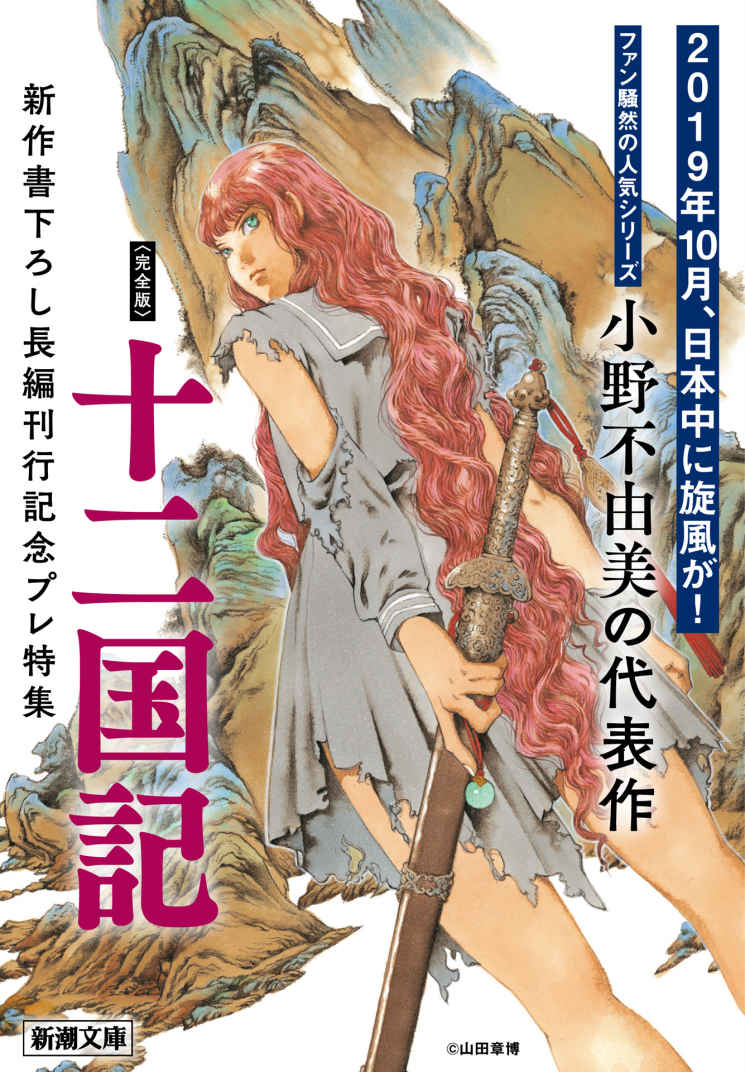 2019年10月、日本中に旋風が！
ファン騒然の人気シリーズ
小野不由美の代表作
〈完全版〉
十二国記
新作書下ろし長編刊行記念プレ特集
新潮文庫
©山田章博